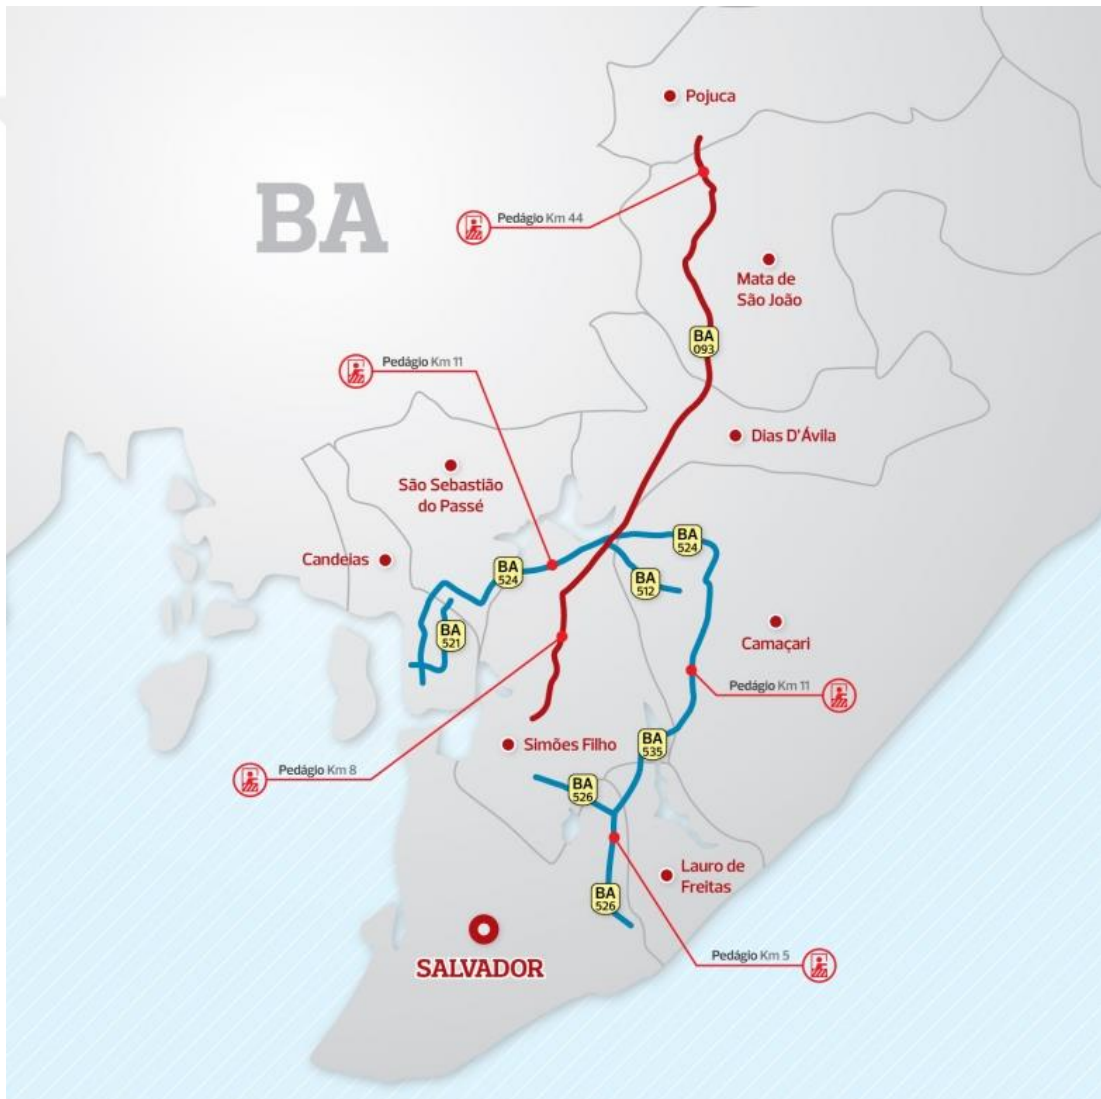 Pojuca
BA
Pedágio Km 44
Mata de
São João
BA
093
Pedágio Km 11
Dias D'Ávila
São Sebastião
do Passé
BA
524
Candeias
BA
524
BA
512
BA
521
Camaçari
Pedágio Km 11
Simões Filho
BA
535
Pedágio Km 8
BA
526
Lauro de
Freitas
BA
526
Pedágio Km 5
SALVADOR